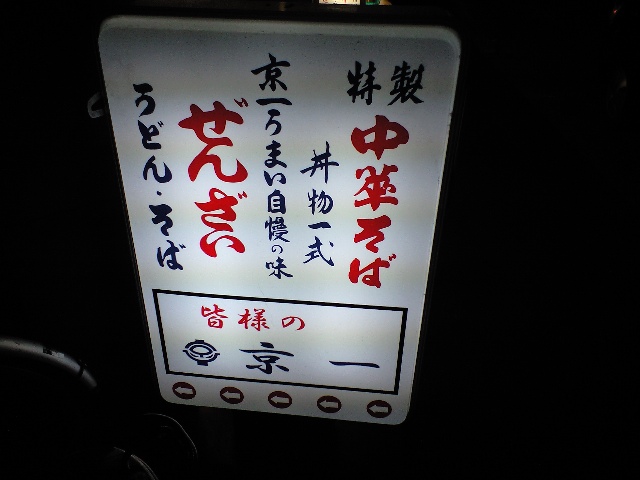 特製
中華そば
丼物一式
京一うまい自慢の味
ぜんざい
うどん・そば
皆様の
京一